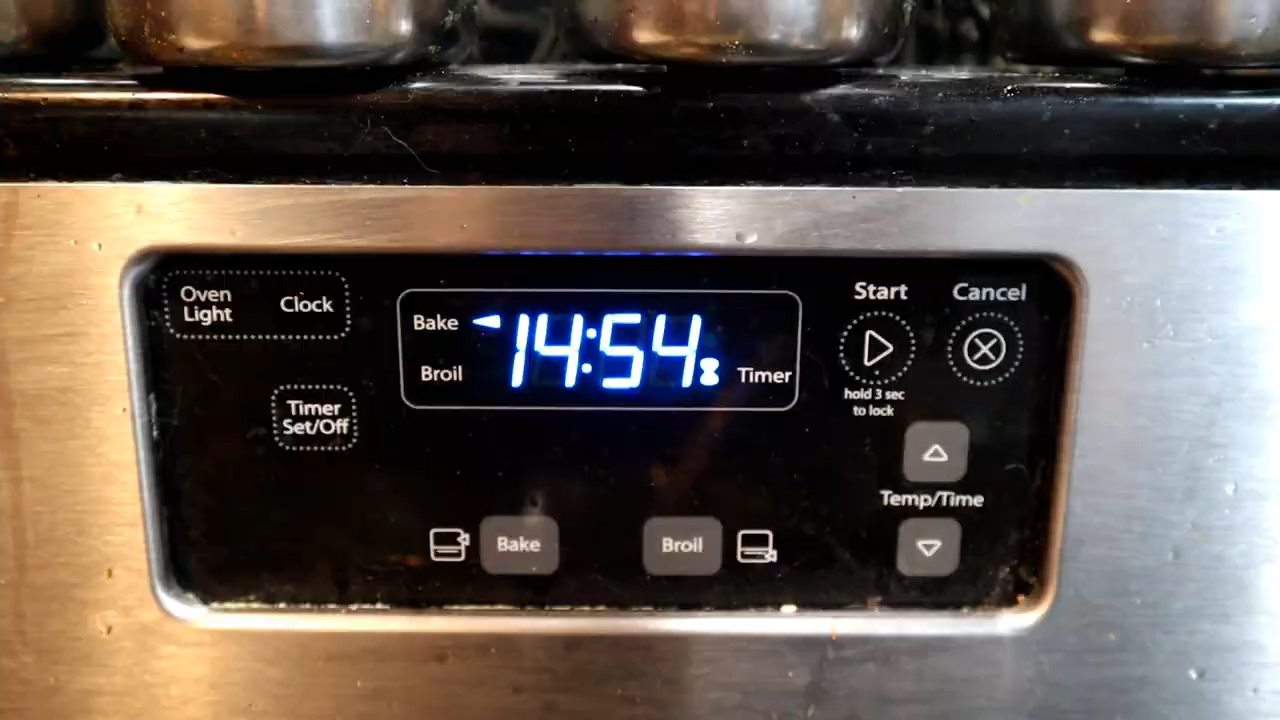 Oven
Light
Clock
Timer
Set/Off
Bake
14:54
Broil
Timer
Start
Cancel
hold 3 sec
to lock
Temp/Time
Bake
Broil